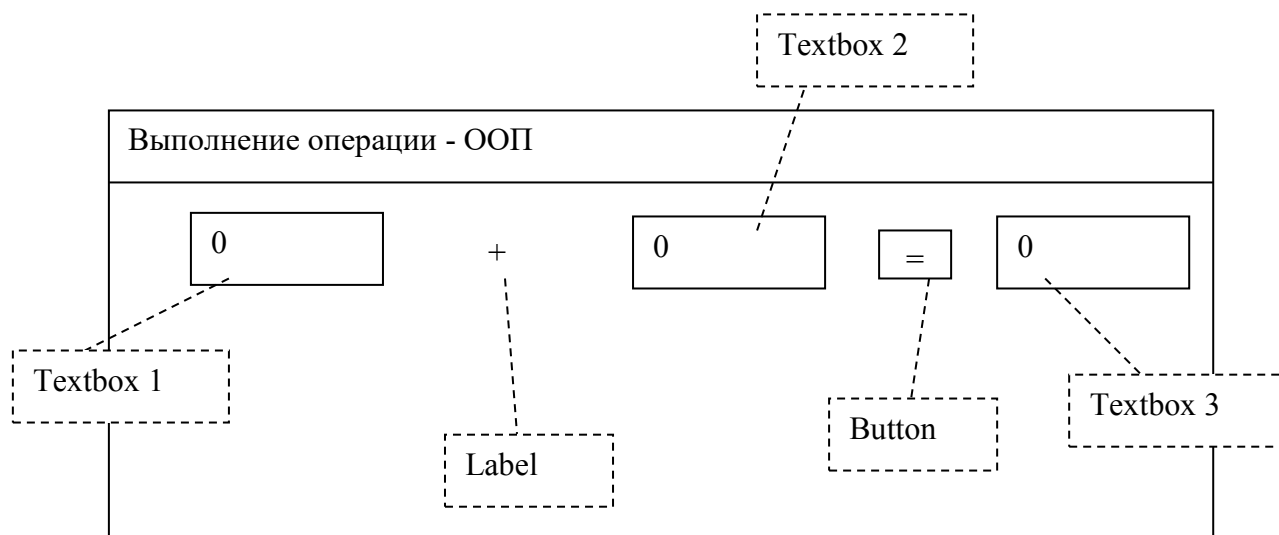 Textbox 2
Выполнение операции - ООП
0 + 0 = 0
Textbox 1
Textbox 3
Button
Label